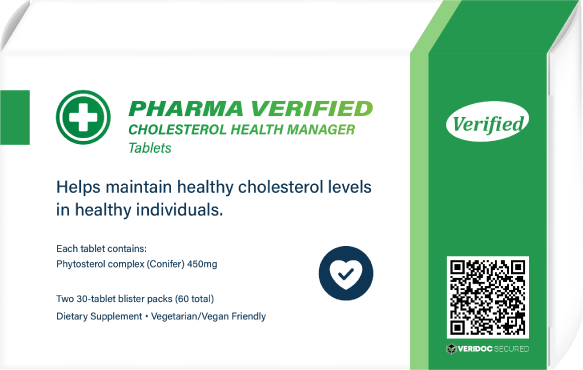 PHARMA VERIFIED
CHOLESTEROL HEALTH MANAGER
Tablets
Verified
Helps maintain healthy cholesterol levels
in healthy individuals.
Each tablet contains:
Phytosterol complex (Conifer) 450mg
Two 30-tablet blister packs (60 total)
Dietary Supplement • Vegetarian/Vegan Friendly
VERIDOC SECURED